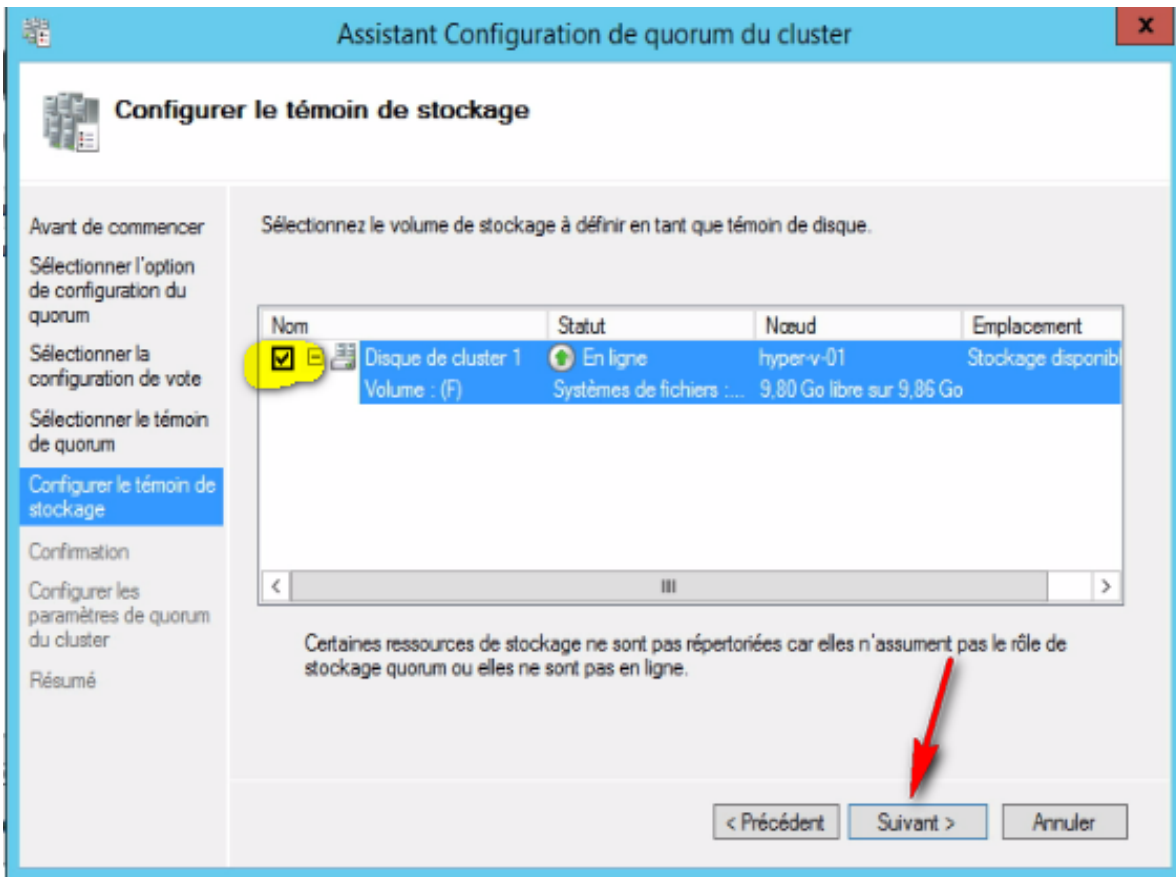 Assistant Configuration de quorum du cluster
x
Configurer le témoin de stockage
Avant de commencer
Sélectionner l'option
de configuration du
quorum
Sélectionner la
configuration de vote
Sélectionner le témoin
de quorum
Configurer le témoin de
stockage
Confirmation
Configurer les
paramètres de quorum
du cluster
Résumé
Sélectionnez le volume de stockage à définir en tant que témoin de disque.
Nom Statut Nœud Emplacement
Disque de cluster 1 En ligne hyper-v-01 Stockage disponibl
Volume : (F) Systèmes de fichiers :.... 9,80 Go libre sur 9,86 Go
Certaines ressources de stockage ne sont pas répertoriées car elles n'assument pas le rôle de
stockage quorum ou elles ne sont pas en ligne.
< Précédent Suivant > Annuler